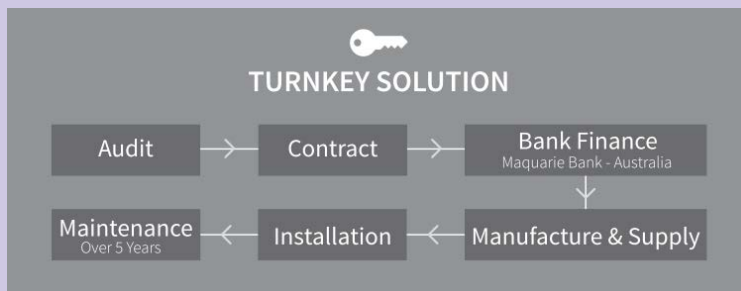 TURNKEY SOLUTION
Audit
Contract
Bank Finance
Maquarie Bank - Australia
Maintenance
Over 5 Years
Installation
Manufacture & Supply